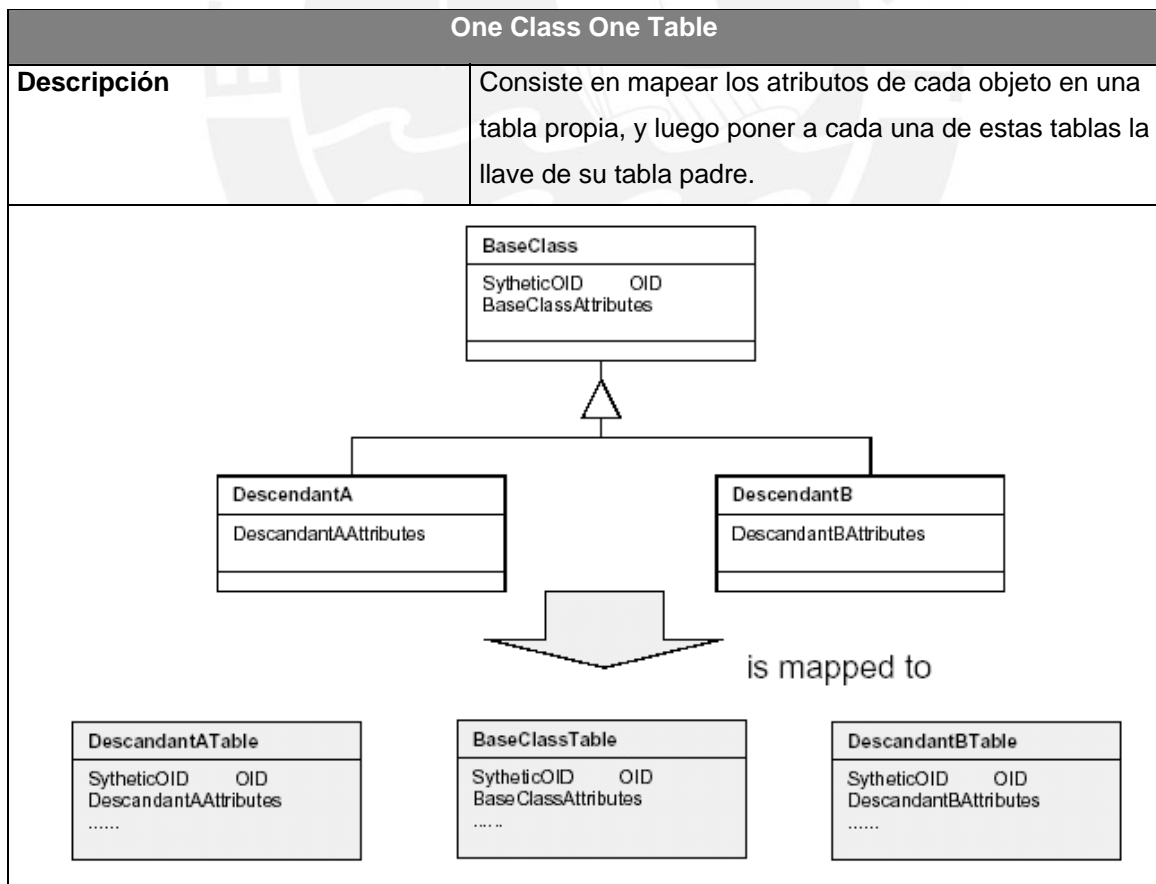 One Class One Table
Descripción
Consiste en mapear los atributos de cada objeto en una
tabla propia, y luego poner a cada una de estas tablas la
llave de su tabla padre.
BaseClass
SytheticOID OID
BaseClassAttributes
DescendantA
DescandantAAttributes
DescendantB
DescandantBAttributes
is mapped to
DescandantATable
SytheticOID OID
DescandantAAttributes
......
BaseClassTable
SytheticOID OID
BaseClassAttributes
......
DescandantBTable
SytheticOID OID
DescandantBAttributes
......